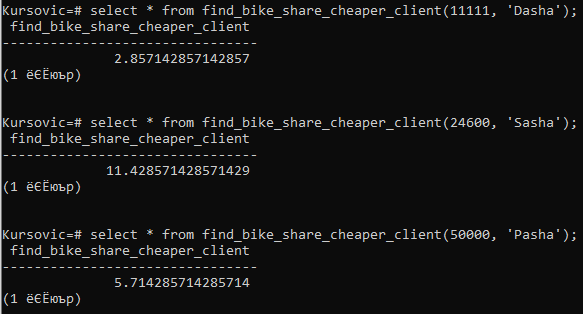 Kursovic=# select * from find_bike_share_cheaper_client(11111, 'Dasha');
find_bike_share_cheaper_client
--------------------------------
2.857142857142857
(1 ёЄЁюър)
Kursovic=# select * from find_bike_share_cheaper_client(24600, 'Sasha');
find_bike_share_cheaper_client
--------------------------------
11.428571428571429
(1 ёЄЁюър)
Kursovic=# select * from find_bike_share_cheaper_client(50000, 'Pasha');
find_bike_share_cheaper_client
--------------------------------
5.714285714285714
(1 ёЄЁюър)